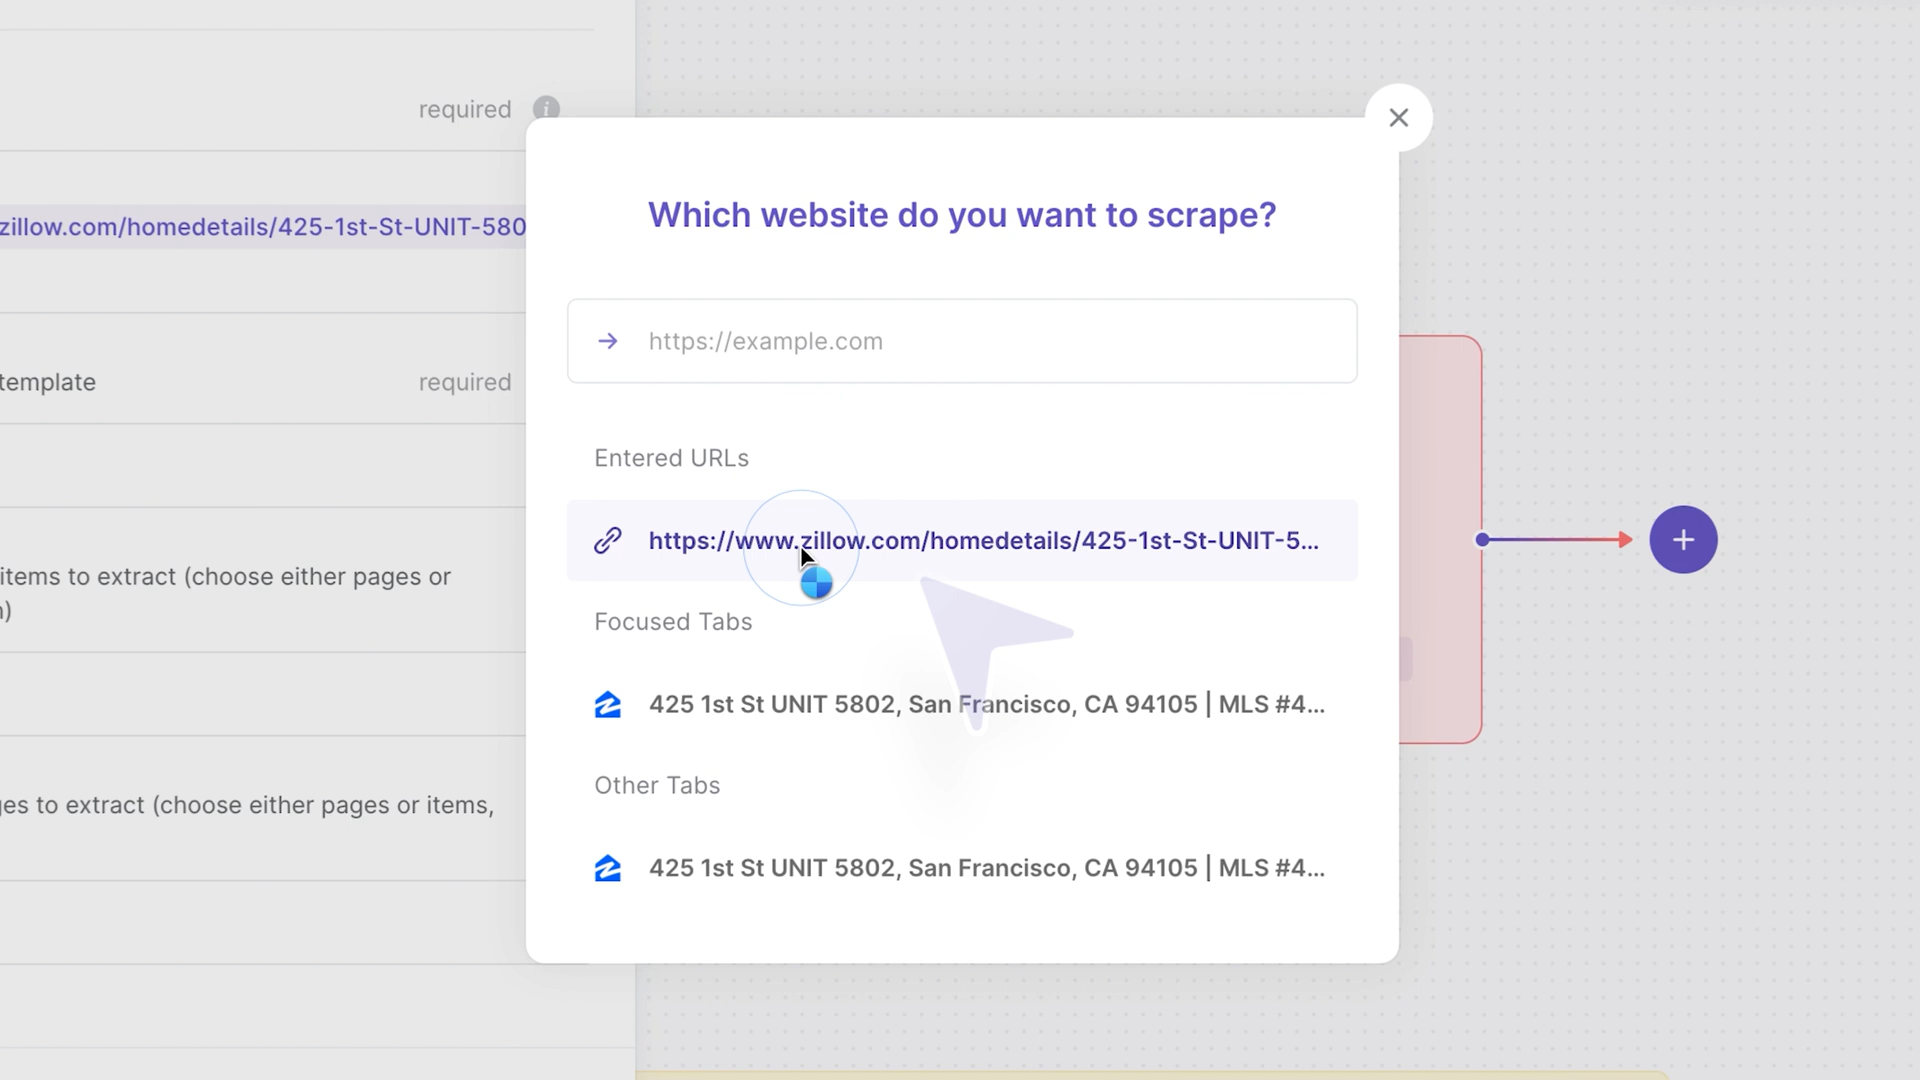 required
zillow.com/homedetails/425-1st-St-UNIT-580
template
required
items to extract (choose either pages or
)
ges to extract (choose either pages or items,
Which website do you want to scrape?
https://example.com
Entered URLs
https://www.zillow.com/homedetails/425-1st-St-UNIT-5...
Focused Tabs
425 1st St UNIT 5802, San Francisco, CA 94105 | MLS #4...
Other Tabs
425 1st St UNIT 5802, San Francisco, CA 94105 | MLS #4...